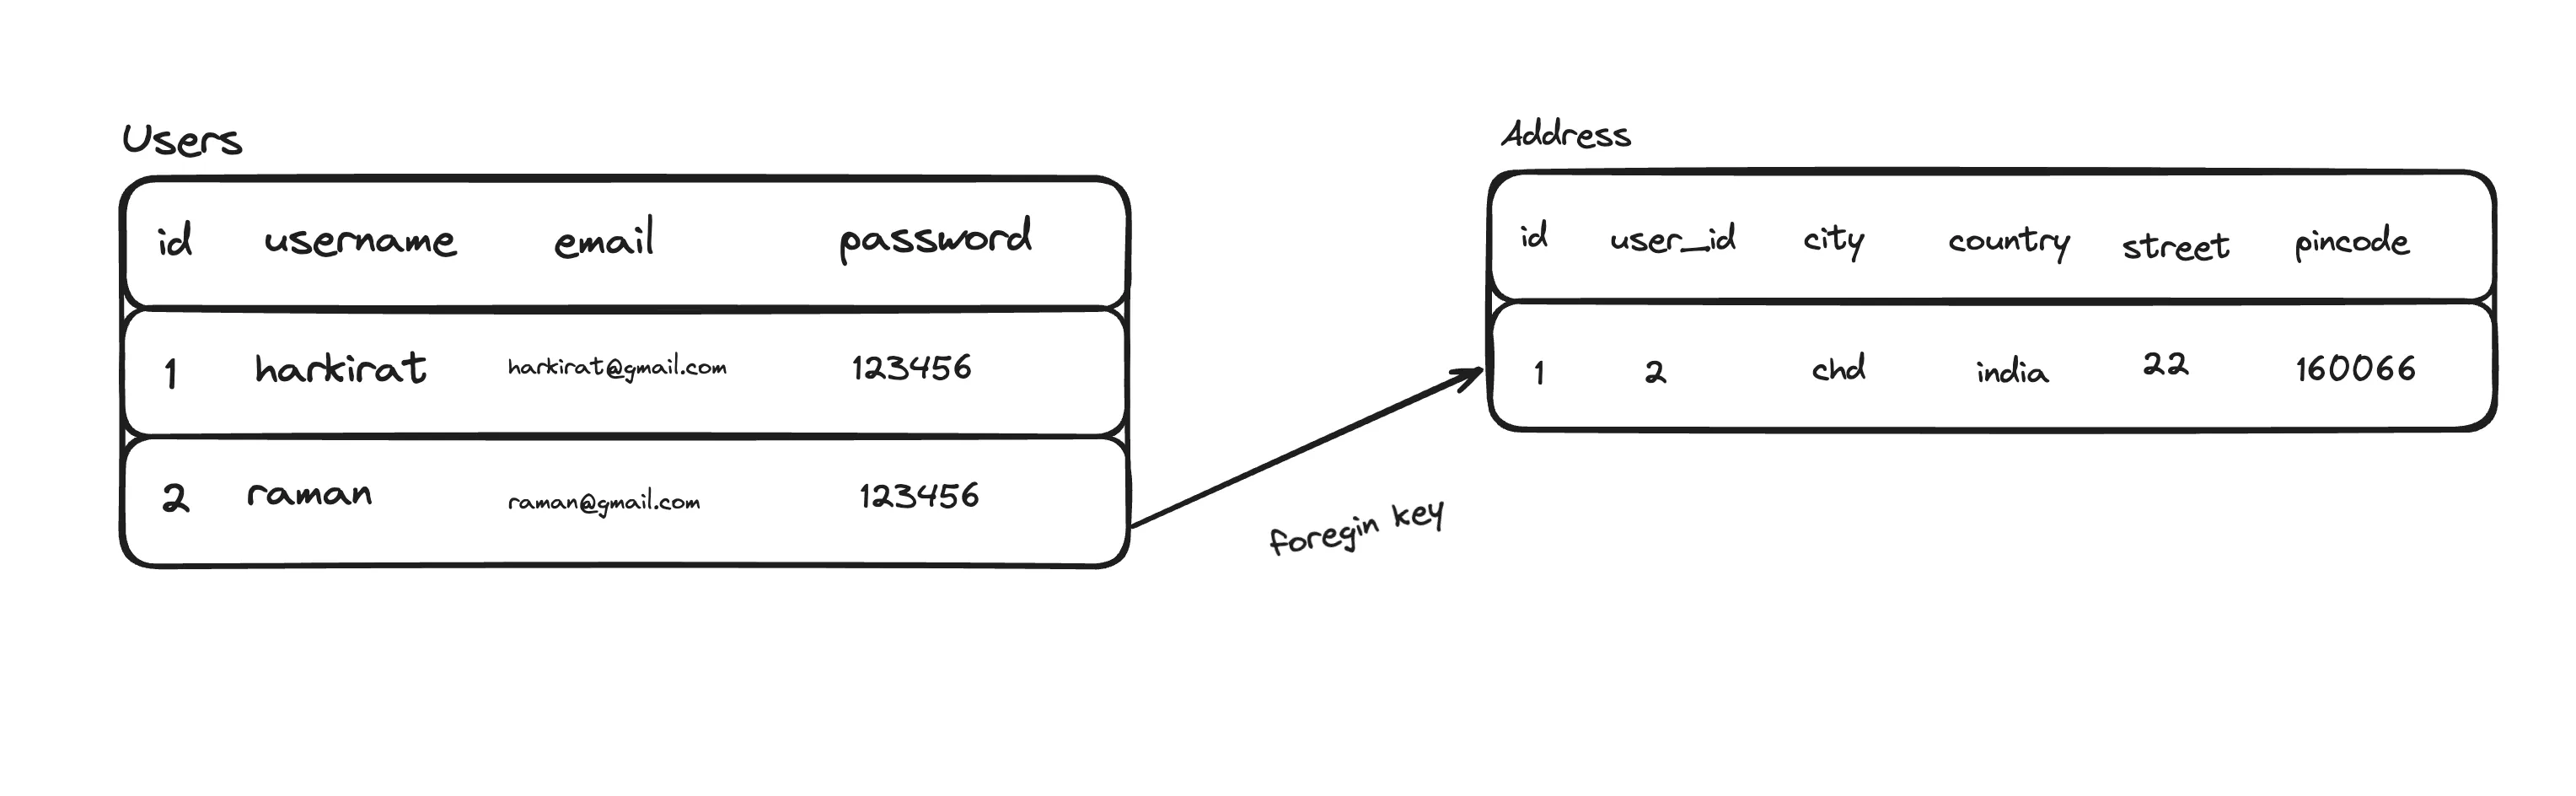 Users
id username email password
1 harkirat harkirat@gmail.com 123456
2 raman raman@gmail.com 123456
foregin key
Address
id user_id city country street pincode
1 2 chd india 22 160066